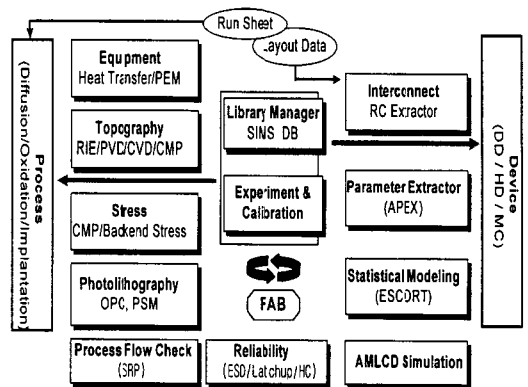 Run Sheet
Layout Data
Process
(Diffusion/Oxidation/Implantation)
Equpment
Heat Transfer/PEM
Topography
RIE/PVD/CVD/CMP
Stress
CMP/Backend Stress
Photolithography
OPC, PSM
Process Flow Check
(SRP)
Library Manager
SINS DB
Experiment &
Calibration
FAB
Reliability
(ESD/Latchup/HC)
Interconnect
RC Extractor
Parameter Extractor
(APEX)
Statistical Modeling
(ESCORT)
AMLCD Simulation
Device
(DD / HD / MC)